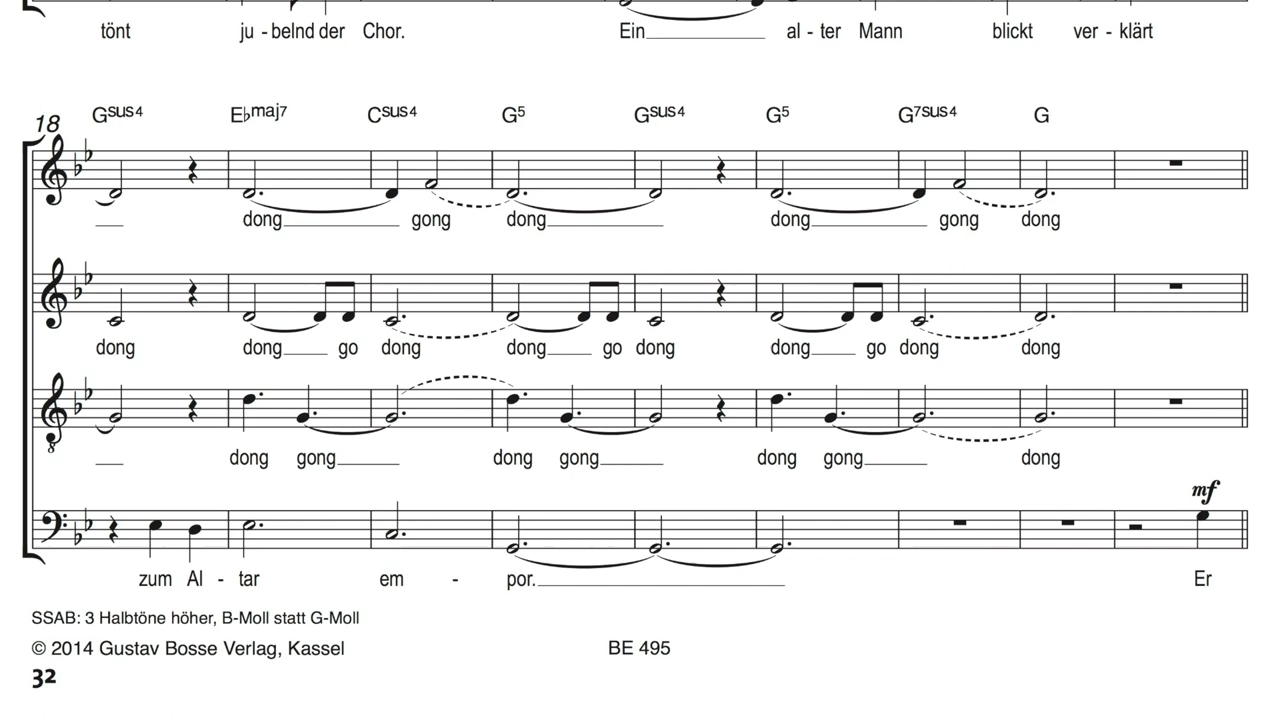 tönt ju - belnd der Chor. Ein al - ter Mann blickt ver - klärt
18 Gsus4 E♭maj7 Csus4 G5 Gsus4 G5 G7sus4 G
dong gong dong dong gong dong
dong dong go dong dong go dong dong go dong dong
dong gong dong gong dong gong dong
mf
zum Al - tar em - por. Er
SSAB: 3 Halbtöne höher, B-Moll statt G-Moll
© 2014 Gustav Bosse Verlag, Kassel BE 495
32